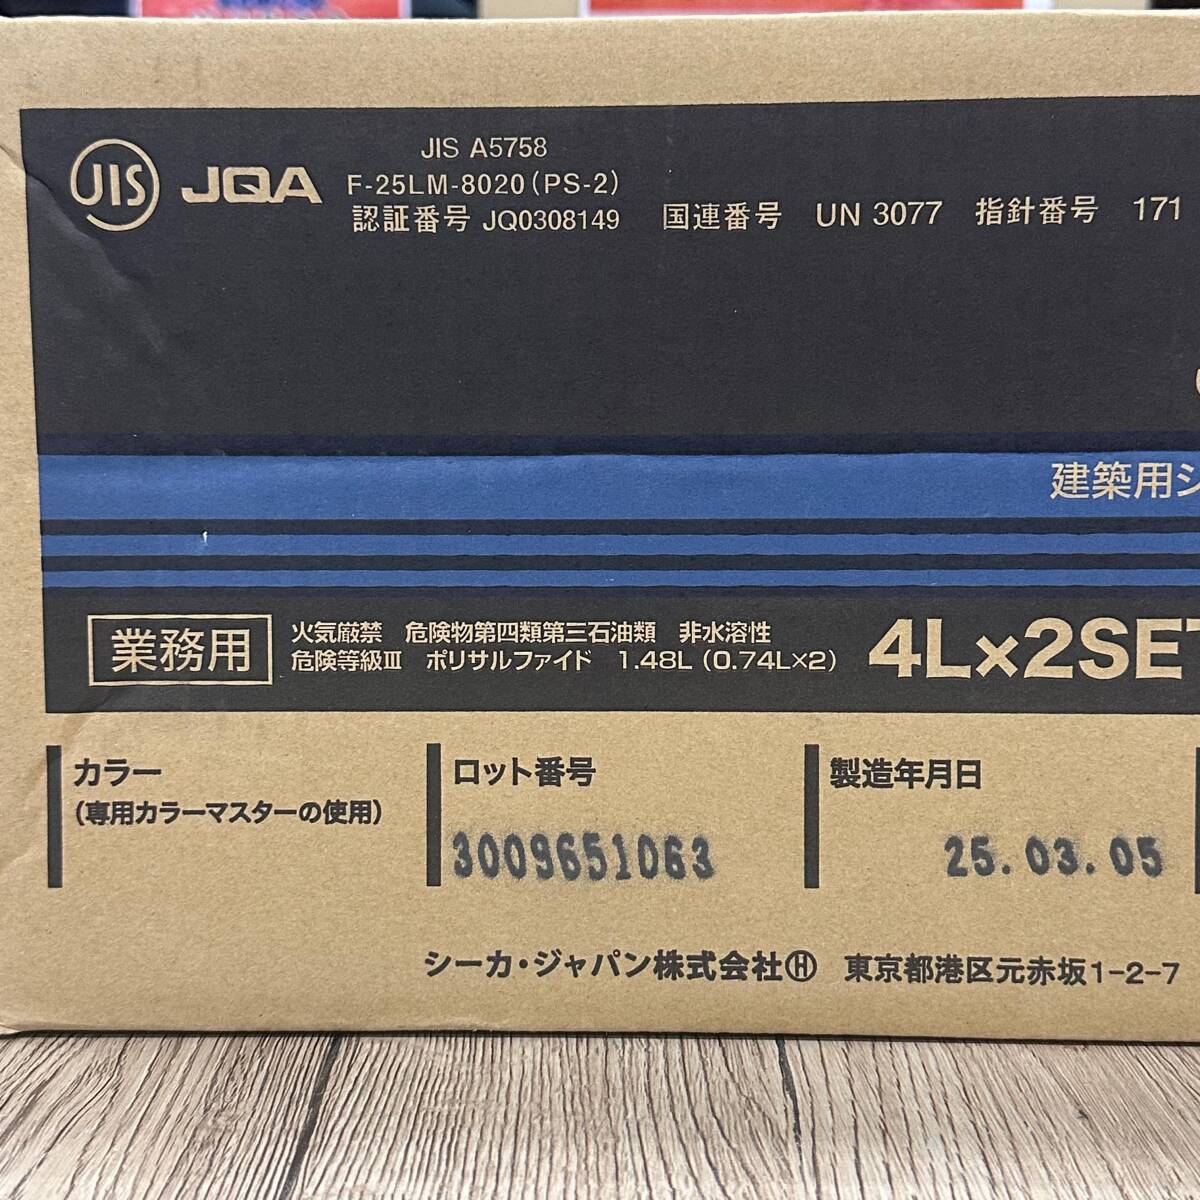 JIS
JQA
JIS A5758
F-25LM-8020(PS-2)
認証番号 JQ0308149 国連番号 UN 3077 指針番号 171
建築用シ
業務用
火気厳禁 危険物第四類第三石油類 非水溶性
危険等級Ⅲ ポリサルファイド 1.48L (0.74L×2)
4L×2SET
カラー
(専用カラーマスターの使用)
ロット番号
3009651063
製造年月日
25.03.05
シーカ・ジャパン株式会社Ⓗ 東京都港区元赤坂1-2-7